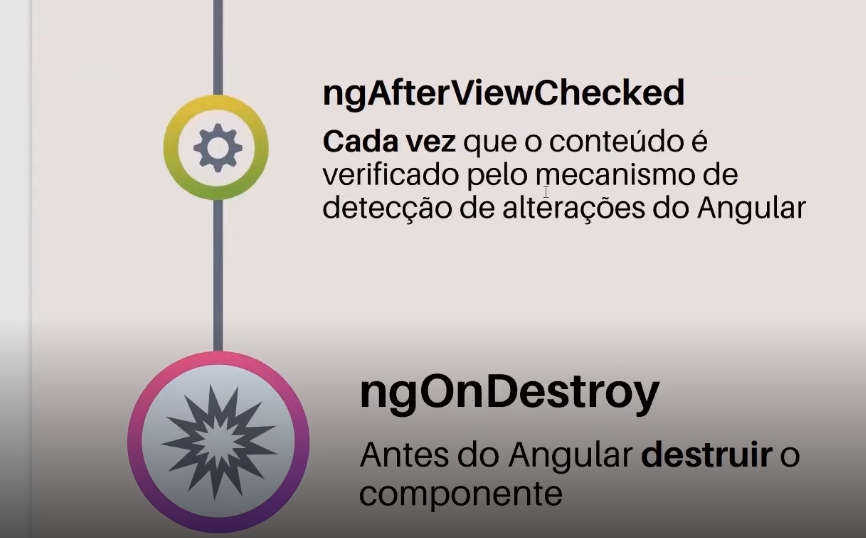 ngAfterViewChecked
Cada vez que o conteúdo é
verificado pelo mecanismo de
detecção de alterações do Angular
ngOnDestroy
Antes do Angular destruir o
componente